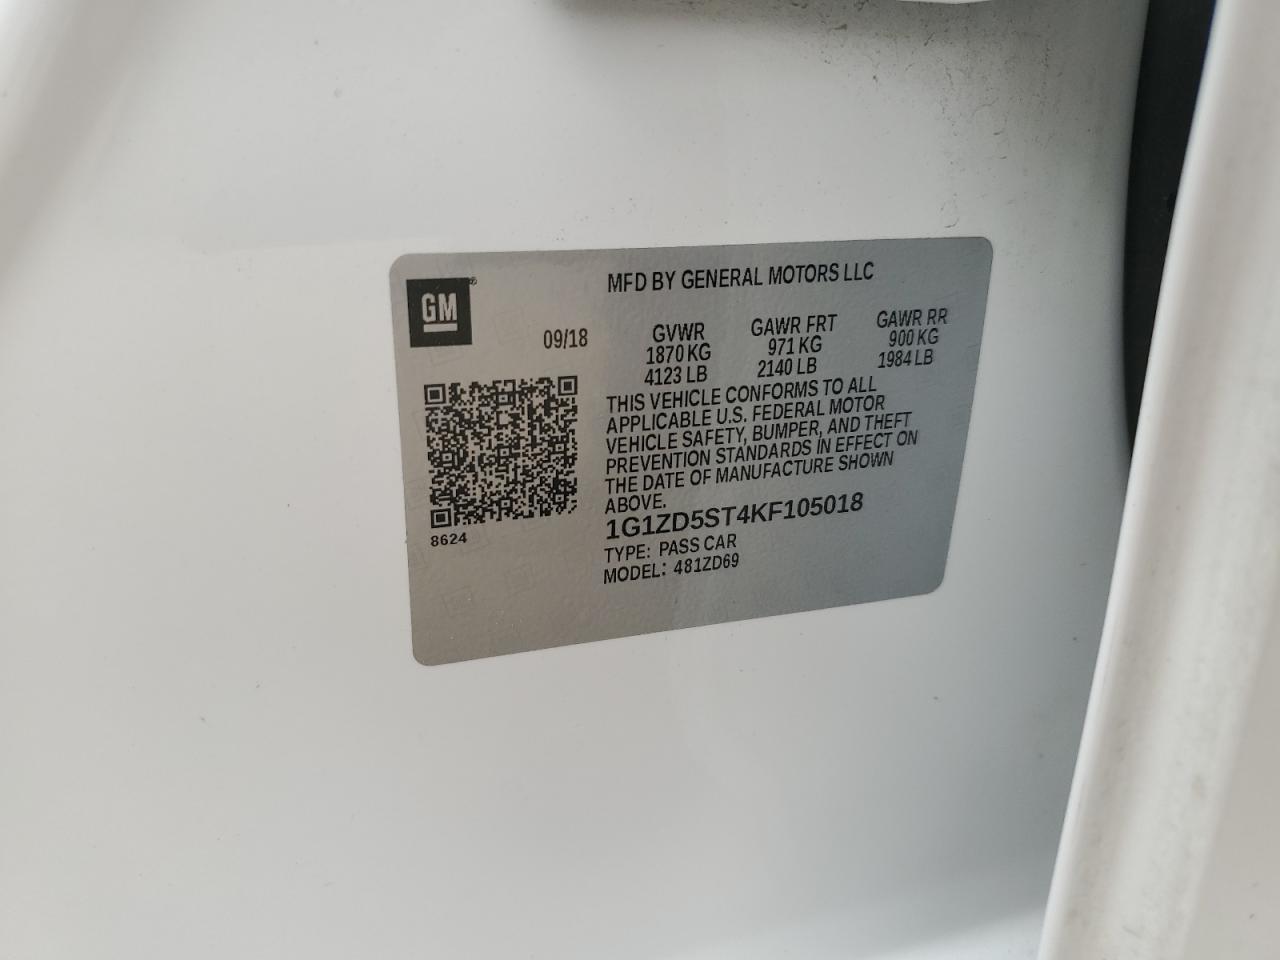 GM
MFD BY GENERAL MOTORS LLC
09/18
GVWR GAWR FRT GAWR RR
1870 KG 971 KG 900 KG
4123 LB 2140 LB 1984 LB
THIS VEHICLE CONFORMS TO ALL
APPLICABLE U.S. FEDERAL MOTOR
VEHICLE SAFETY, BUMPER, AND THEFT
PREVENTION STANDARDS IN EFFECT ON
THE DATE OF MANUFACTURE SHOWN
ABOVE.
1G1ZD5ST4KF105018
TYPE: PASS CAR
MODEL: 481ZD69
8624